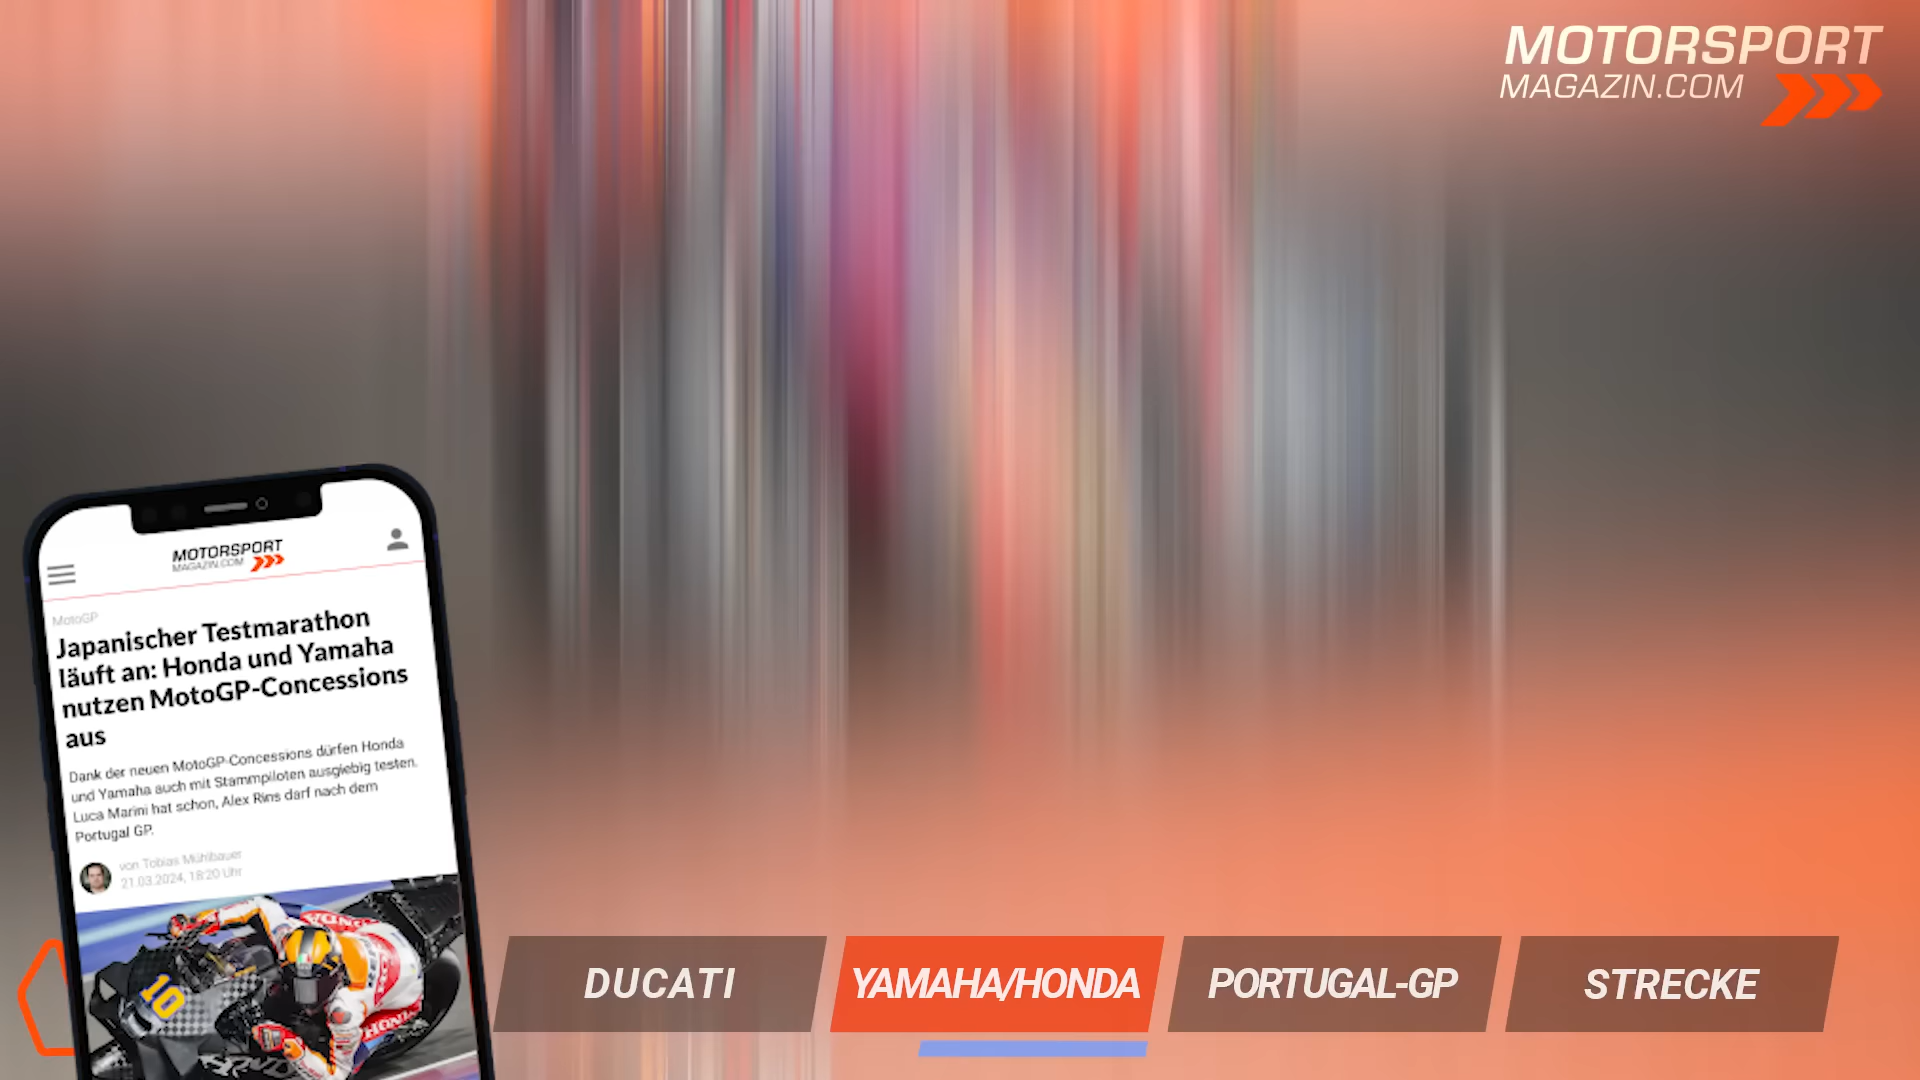 MOTORSPORT
MAGAZIN.COM
MOTORSPORT
MAGAZIN.COM
MotoGP
Japanischer Testmarathon
läuft an: Honda und Yamaha
nutzen MotoGP-Concessions
aus
Dank der neuen MotoGP-Concessions dürfen Honda
und Yamaha auch mit Stammpiloten ausgiebig testen.
Luca Marini hat schon, Alex Rins darf nach dem
Portugal GP.
von Tobias Mühlbauer
21.03.2024, 18:20 Uhr
HONDA
10
HONDA
DUCATI
YAMAHA/HONDA
PORTUGAL-GP
STRECKE